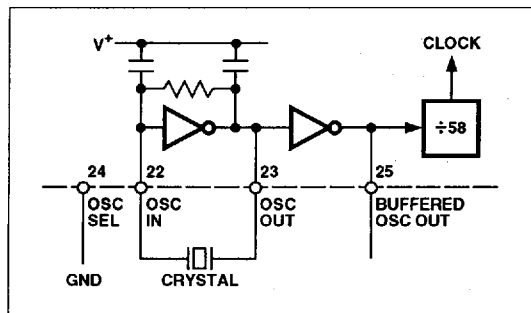 V+
CLOCK
÷58
24
22
23
25
OSC SEL
OSC IN
OSC OUT
BUFFERED OSC OUT
GND
CRYSTAL